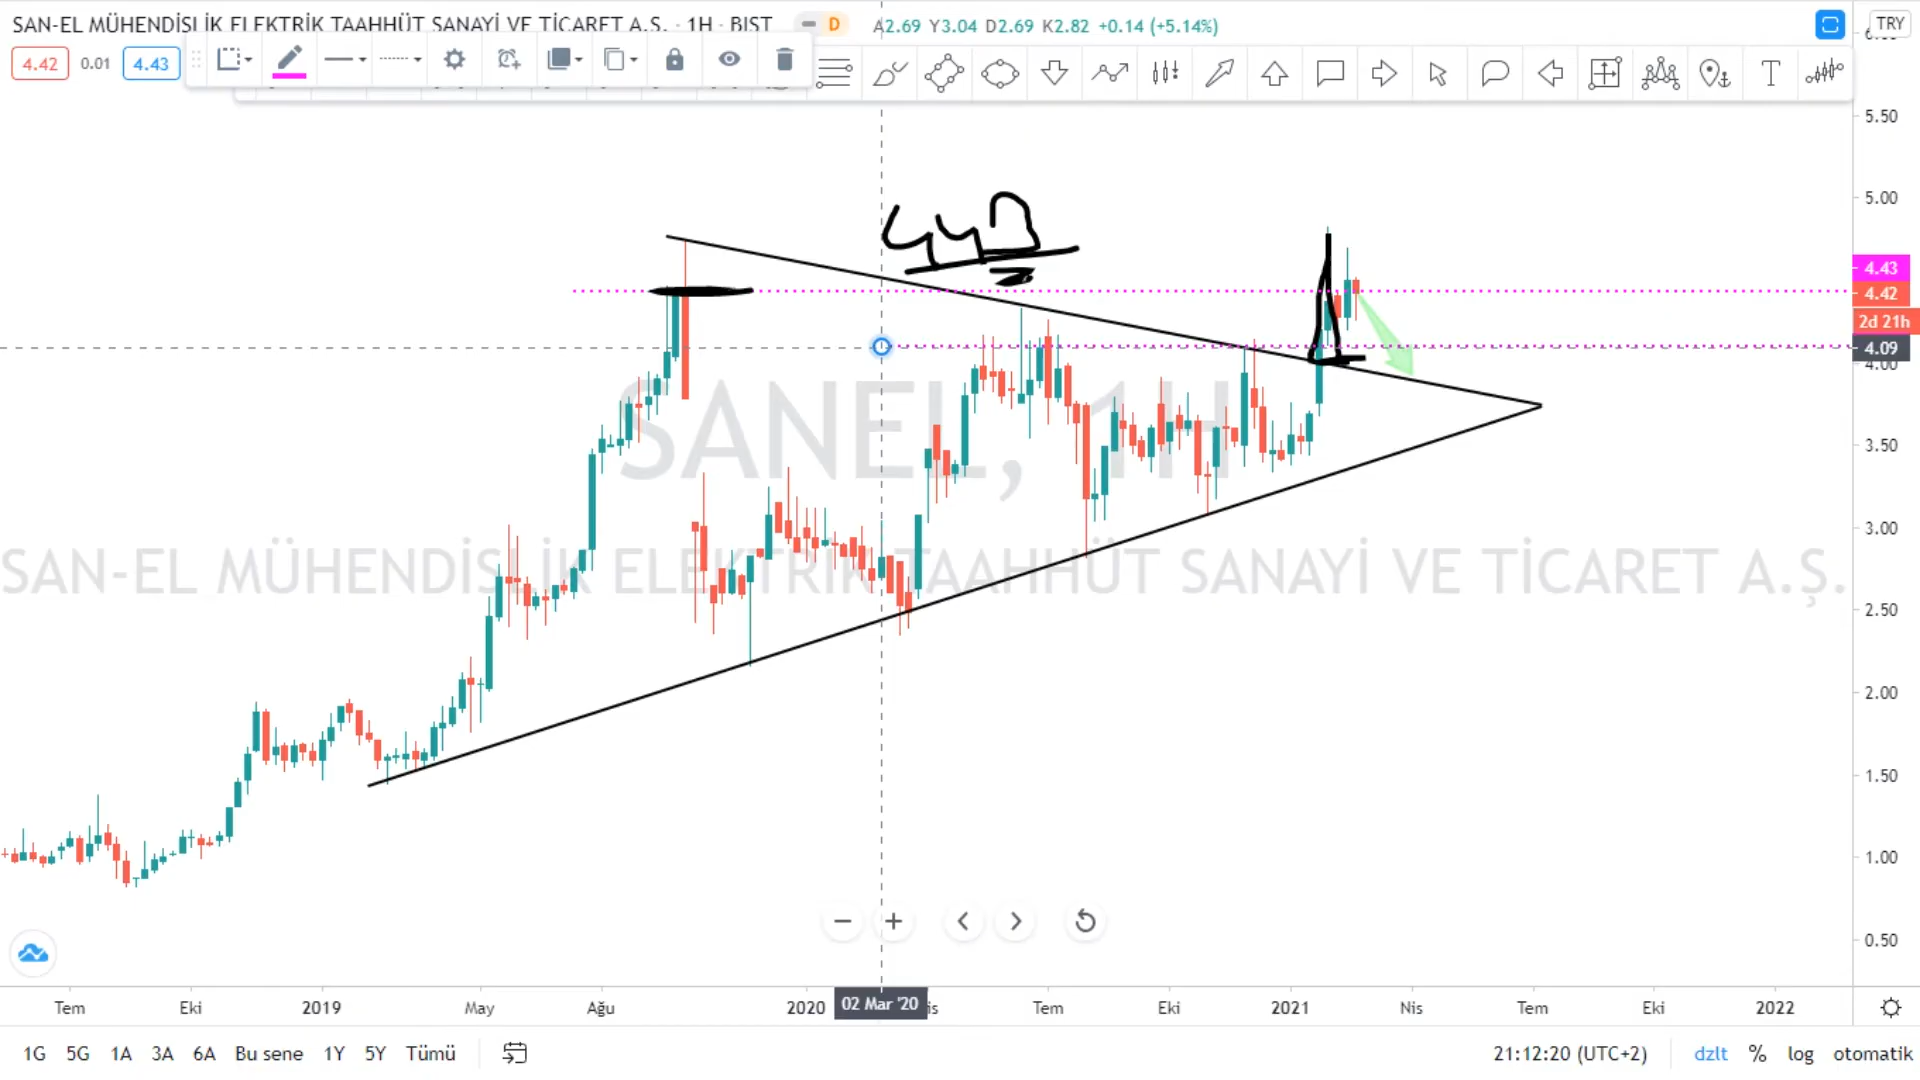 SAN-EL MÜHENDİSLİK ELEKTRİK TAAHHÜT SANAYİ VE TİCARET A.Ş. · 1H · BIST D A2.69 Y3.04 D2.69 K2.82 +0.14 (+5.14%) TRY
4.42 0.01 4.43
5.50
5.00
4.43
4.42
2d 21h
4.09
4.00
3.50
3.00
2.50
2.00
1.50
1.00
0.50
SANEL, 1H
SAN-EL MÜHENDİSLİK ELEKTRİK TAAHHÜT SANAYİ VE TİCARET A.Ş.
Tem Eki 2019 May Ağu 2020 02 Mar '20 Tem Eki 2021 Nis Tem Eki 2022
1G 5G 1A 3A 6A Bu sene 1Y 5Y Tümü 21:12:20 (UTC+2) dzlt % log otomatik